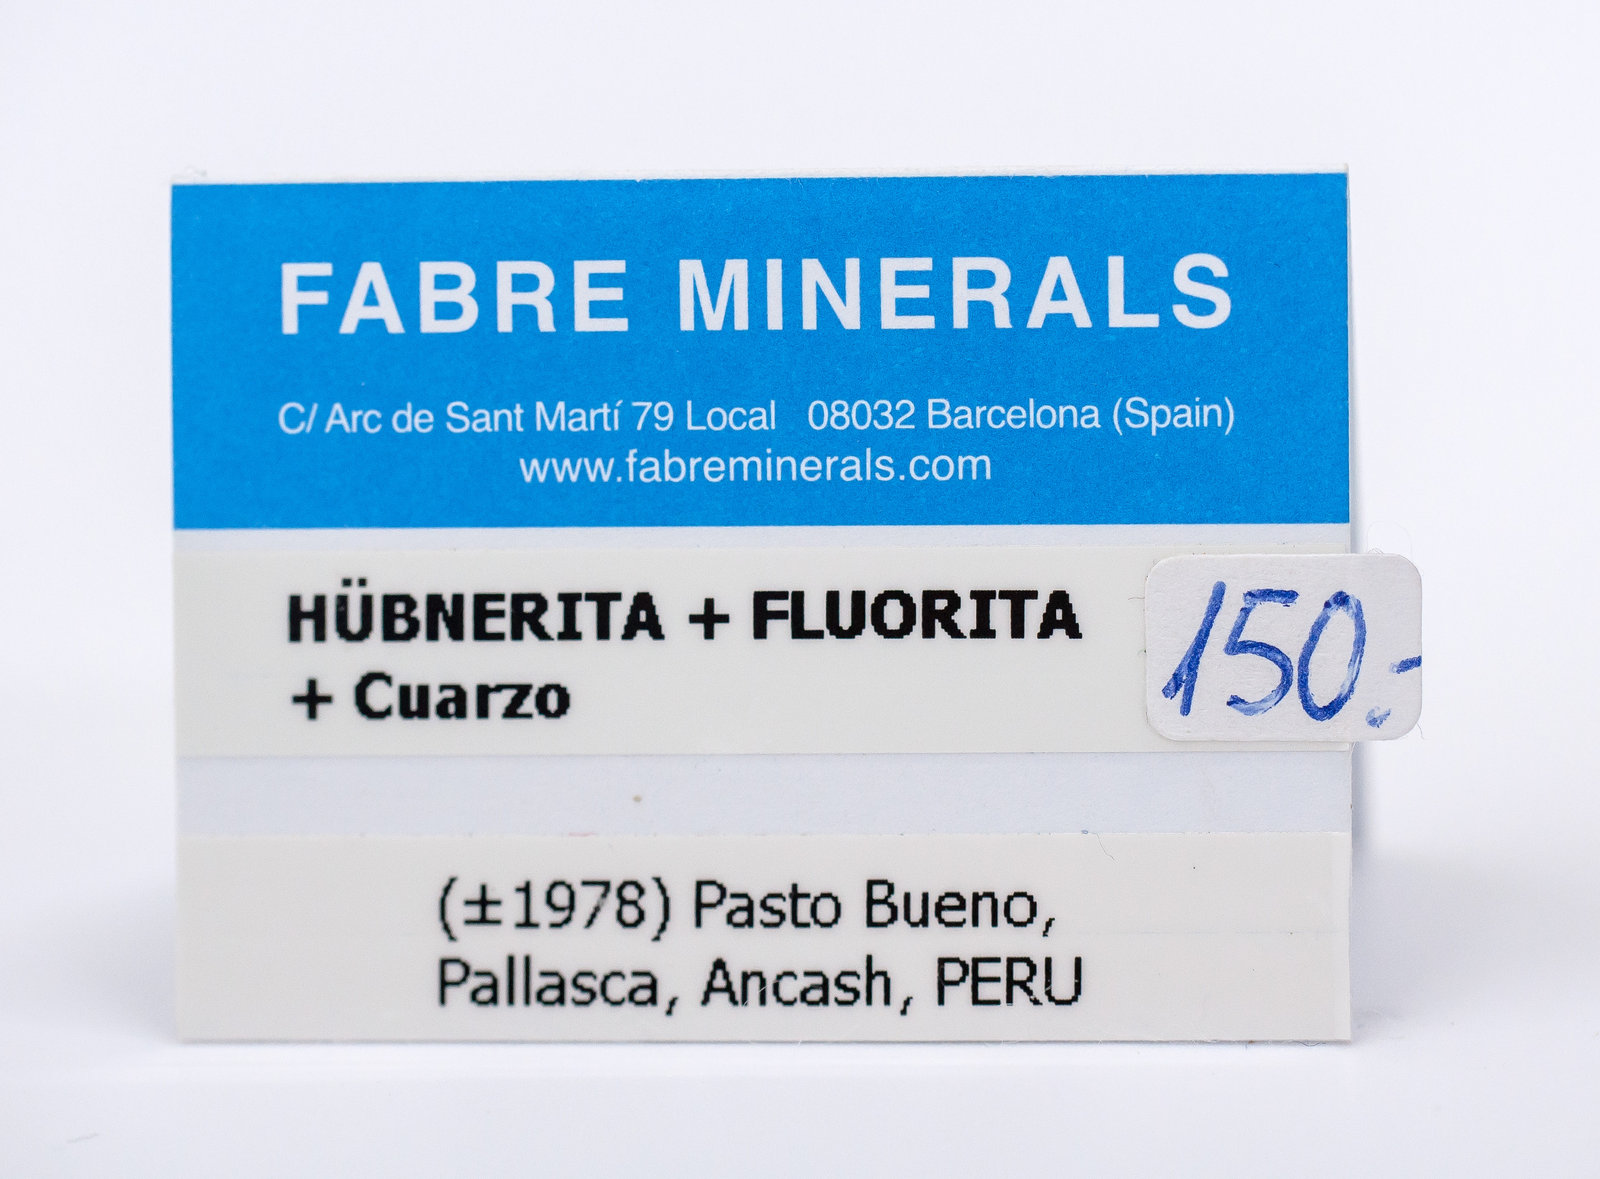 FABRE MINERALS
C/ Arc de Sant Martí 79 Local 08032 Barcelona (Spain)
www.fabreminerals.com
HÜBNERITA + FLUORITA
+ Cuarzo
150.-
(±1978) Pasto Bueno,
Pallasca, Ancash, PERU